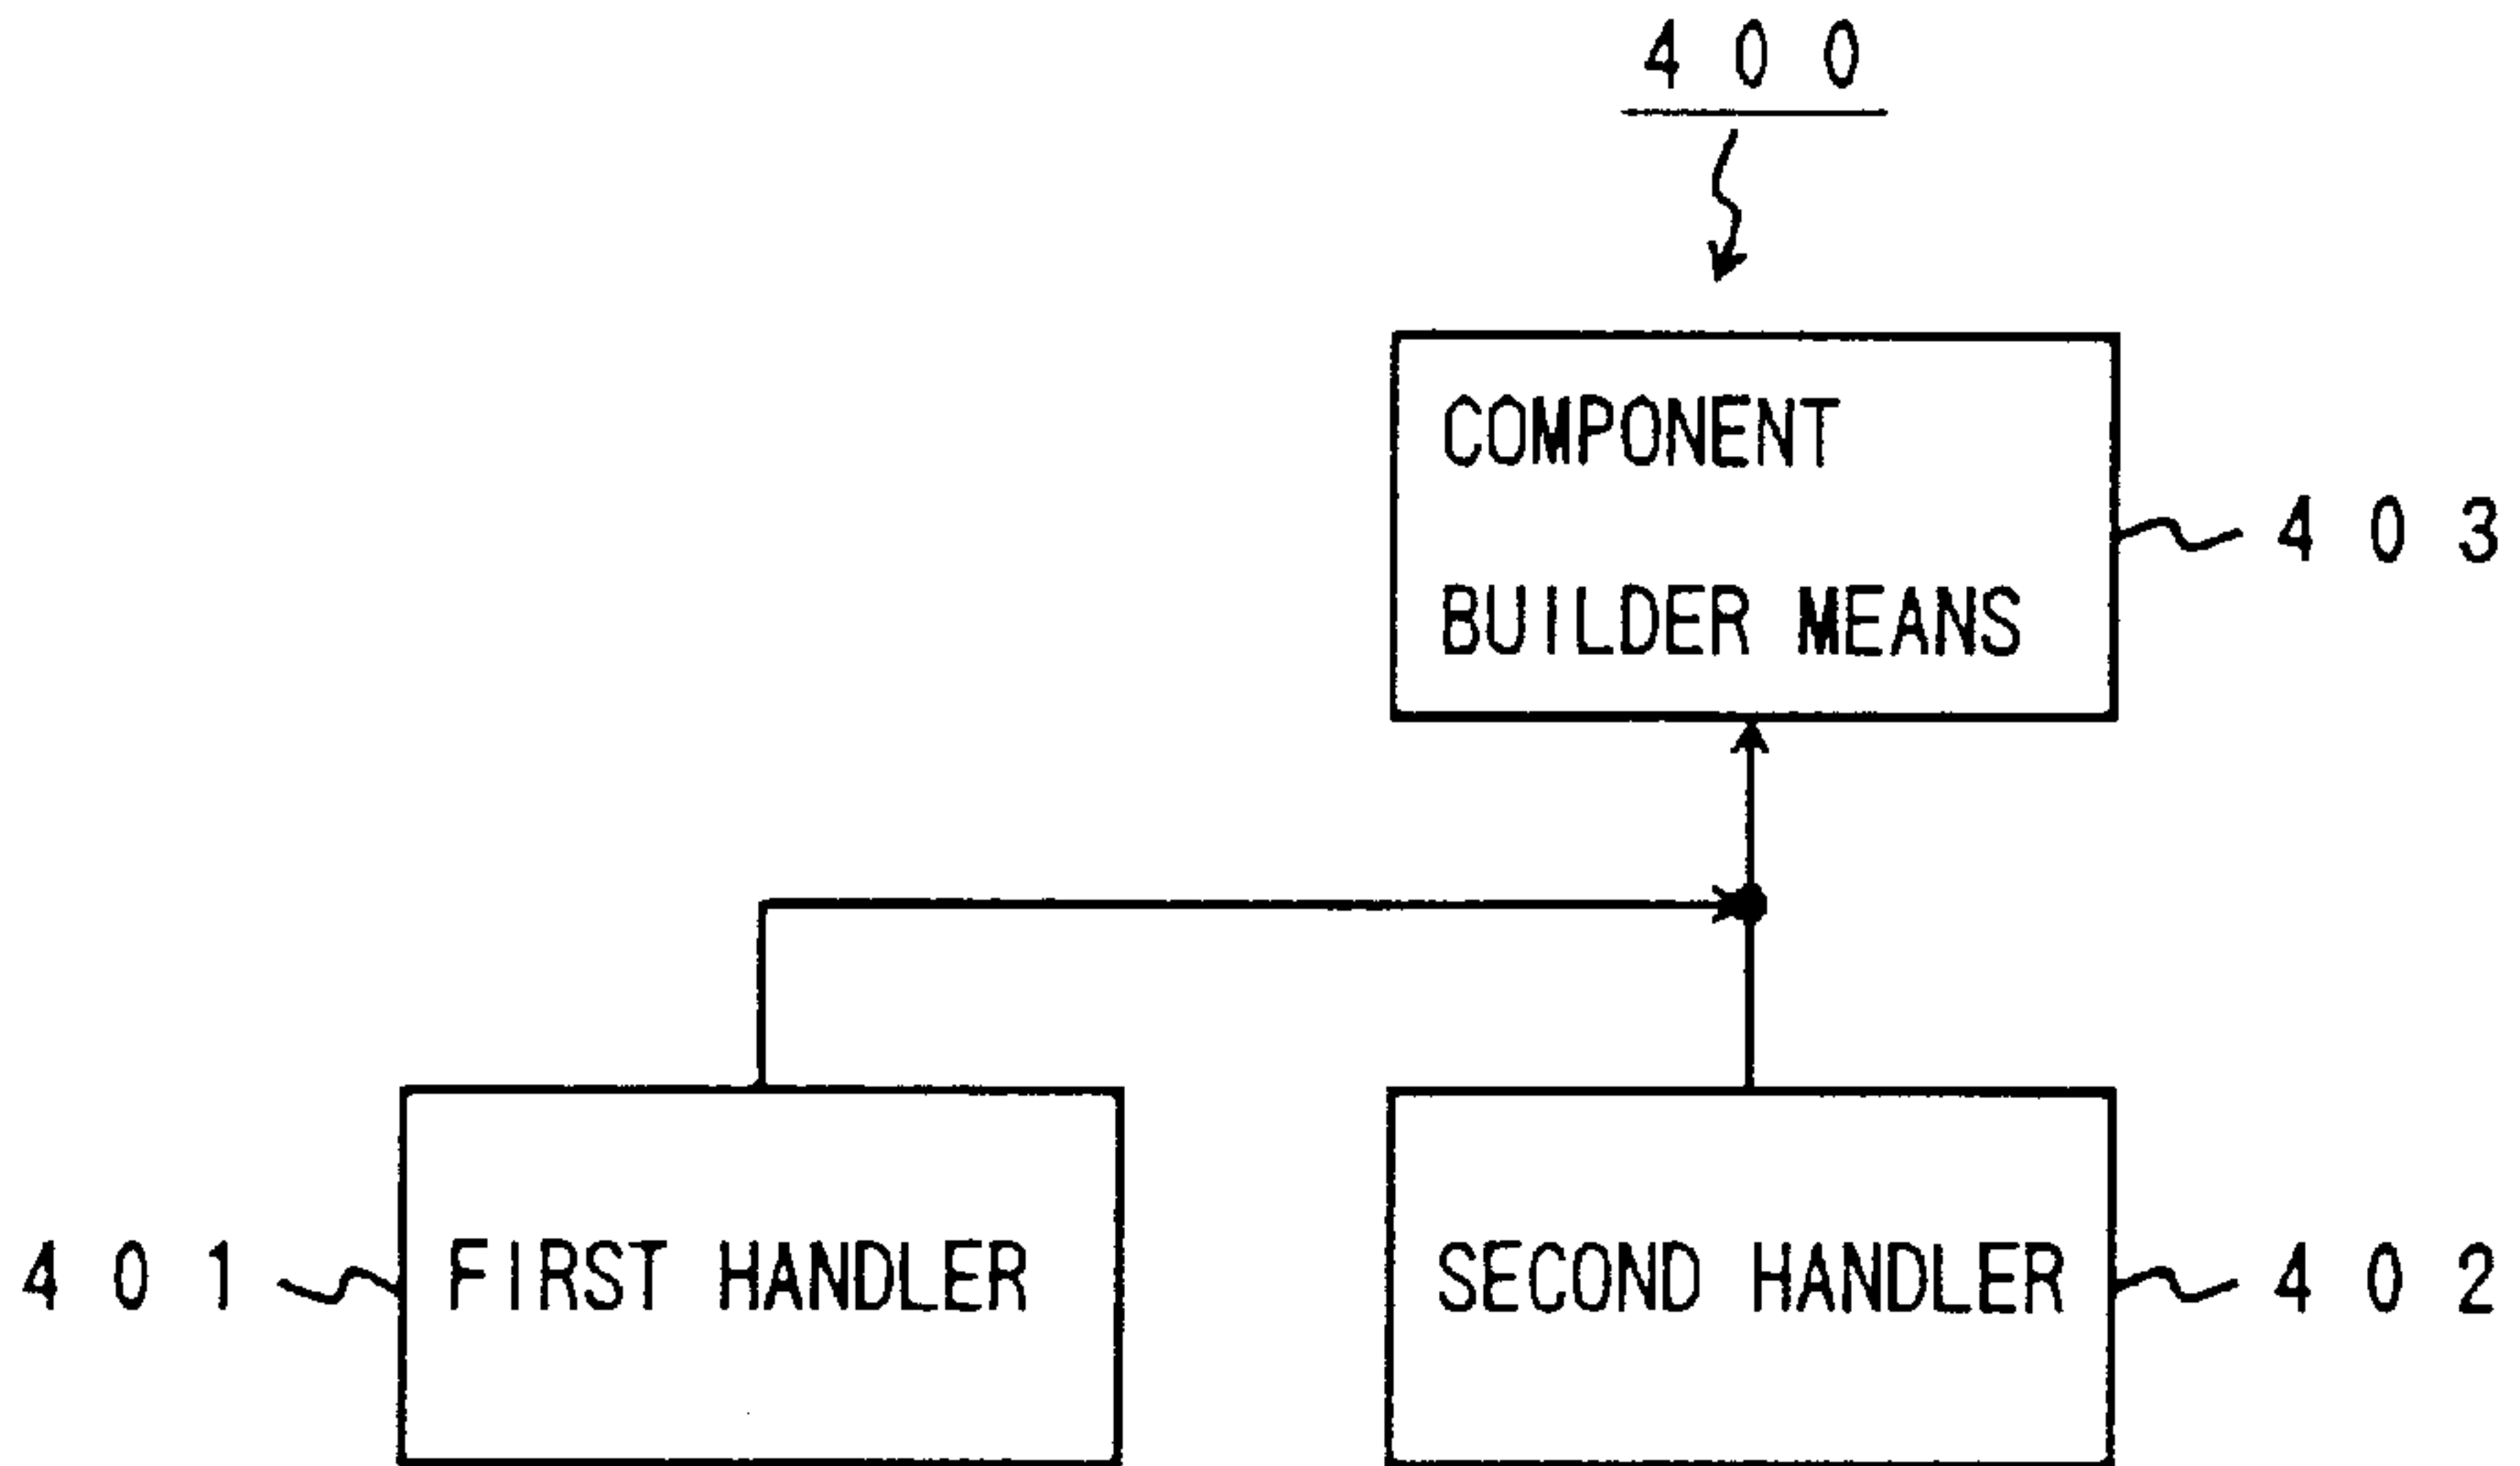 400
COMPONENT
BUILDER MEANS
403
401
FIRST HANDLER
SECOND HANDLER
402